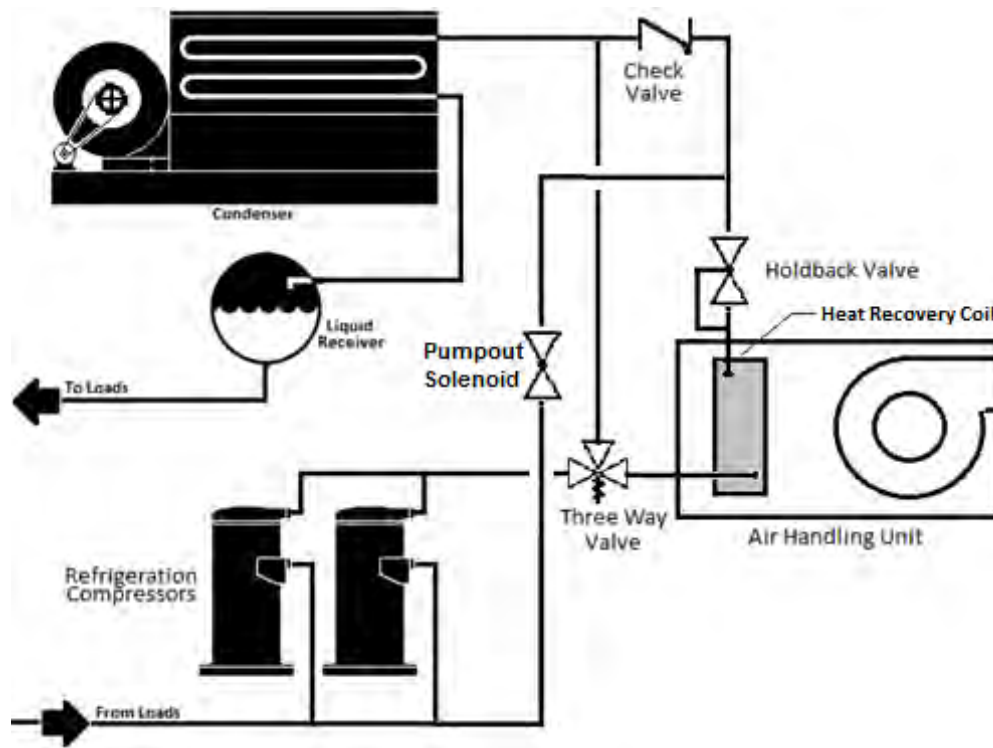 Check
Valve
Condenser
Holdback Valve
Heat Recovery Coil
Liquid
Receiver
Pumpout
Solenoid
To Loads
Three Way
Valve
Air Handling Unit
Refrigeration
Compressors
From Loads